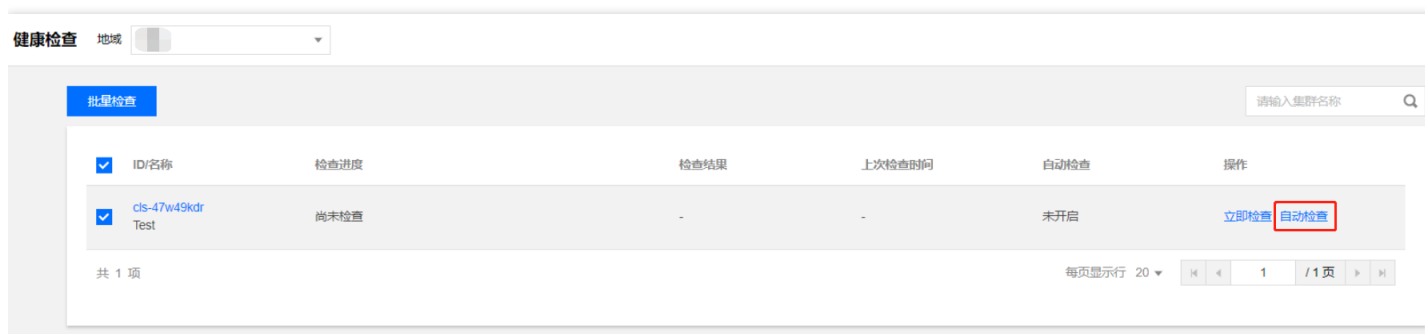 健康检查 地域
批量检查 请输入集群名称
ID/名称 检查进度 检查结果 上次检查时间 自动检查 操作
cls-47w49kdr
Test 尚未检查 - - 未开启 立即检查 自动检查
共 1 项 每页显示行 20 1 / 1 页